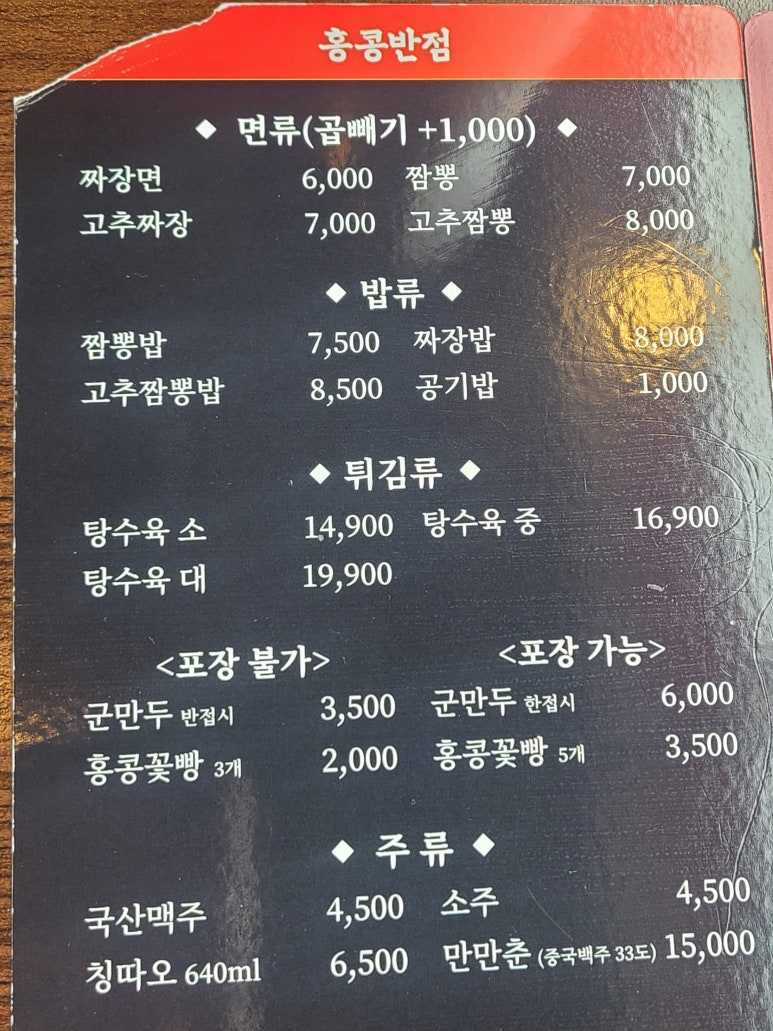 홍콩반점
◆ 면류(곱빼기 +1,000) ◆
짜장면 6,000 짬뽕 7,000
고추짜장 7,000 고추짬뽕 8,000
◆ 밥류 ◆
짬뽕밥 7,500 짜장밥 8,000
고추짬뽕밥 8,500 공기밥 1,000
◆ 튀김류 ◆
탕수육 소 14,900 탕수육 중 16,900
탕수육 대 19,900
<포장 불가> <포장 가능>
군만두 반접시 3,500 군만두 한접시 6,000
홍콩꽃빵 3개 2,000 홍콩꽃빵 5개 3,500
◆ 주류 ◆
국산맥주 4,500 소주 4,500
칭따오 640ml 6,500 만만춘 (중국백주 33도) 15,000